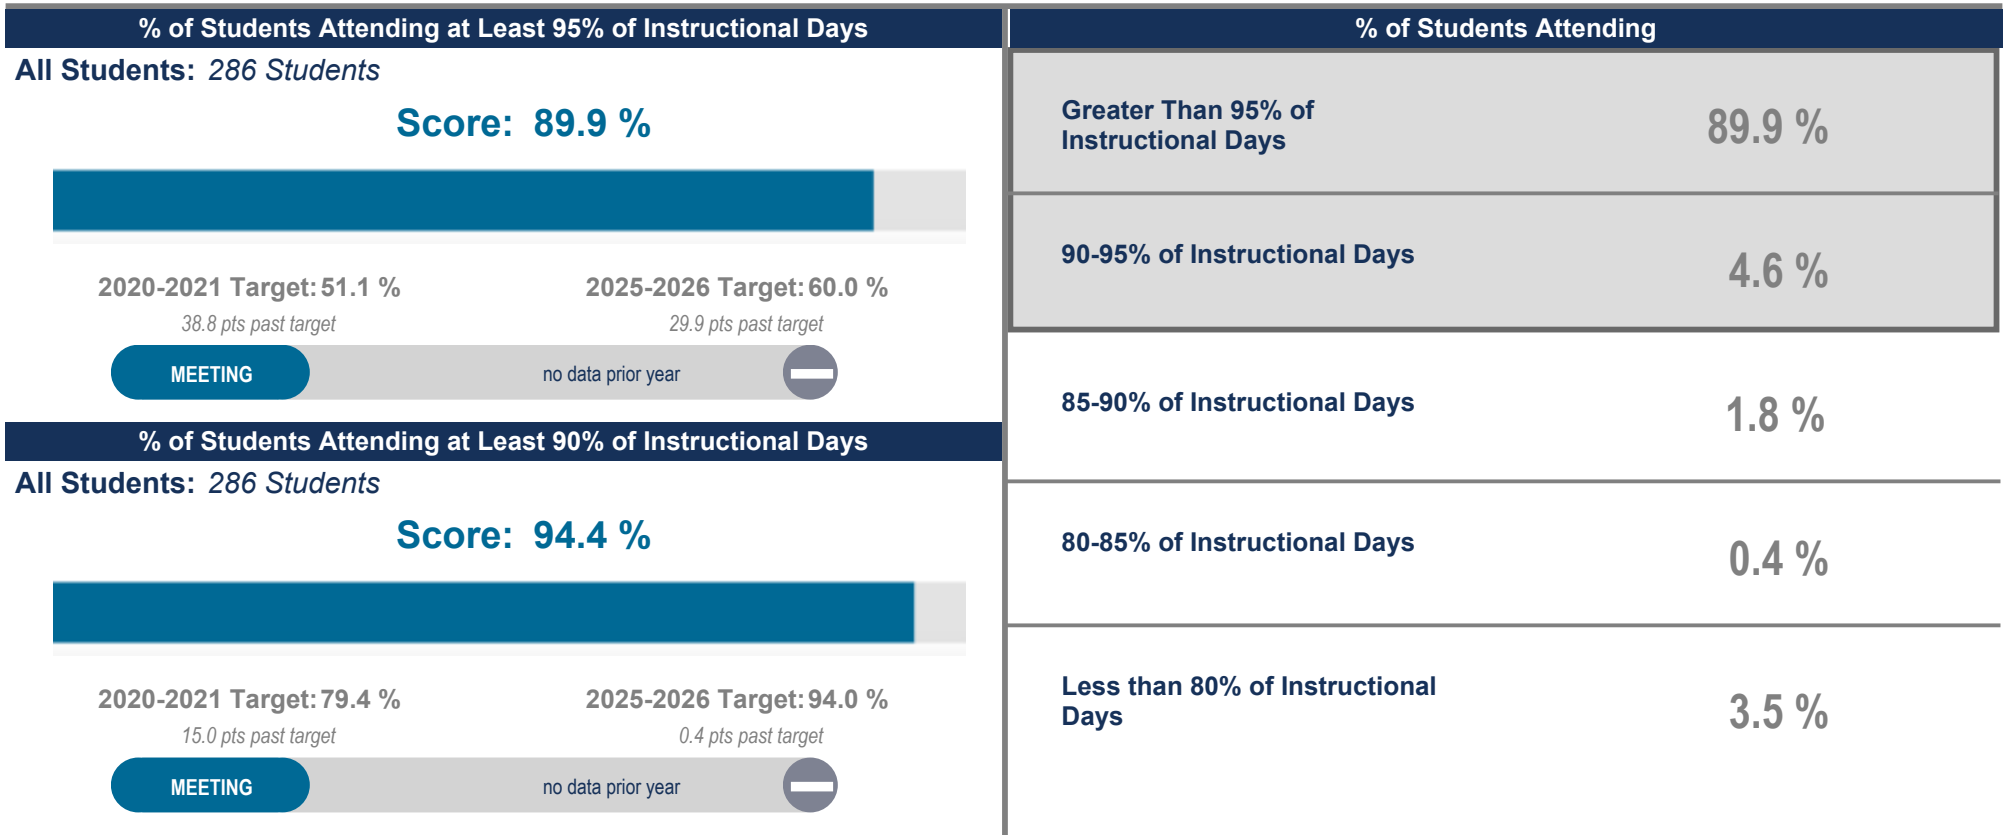 % of Students Attending at Least 95% of Instructional Days
All Students: 286 Students
Score: 89.9 %
2020-2021 Target: 51.1 %
38.8 pts past target
2025-2026 Target: 60.0 %
29.9 pts past target
MEETING
no data prior year
% of Students Attending at Least 90% of Instructional Days
All Students: 286 Students
Score: 94.4 %
2020-2021 Target: 79.4 %
15.0 pts past target
2025-2026 Target: 94.0 %
0.4 pts past target
MEETING
no data prior year
% of Students Attending
Greater Than 95% of
Instructional Days
89.9 %
90-95% of Instructional Days
4.6 %
85-90% of Instructional Days
1.8 %
80-85% of Instructional Days
0.4 %
Less than 80% of Instructional
Days
3.5 %